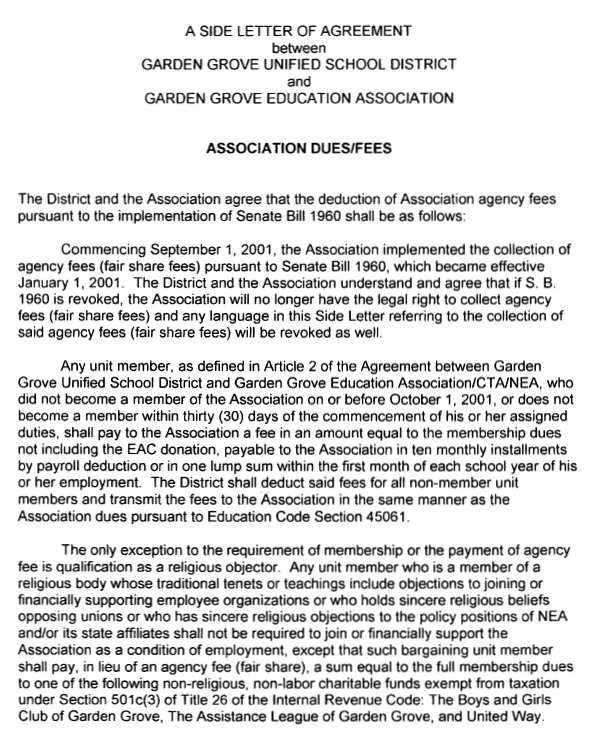 A SIDE LETTER OF AGREEMENT
between
GARDEN GROVE UNIFIED SCHOOL DISTRICT
and
GARDEN GROVE EDUCATION ASSOCIATION
ASSOCIATION DUES/FEES
The District and the Association agree that the deduction of Association agency fees
pursuant to the implementation of Senate Bill 1960 shall be as follows:
Commencing September 1, 2001, the Association implemented the collection of
agency fees (fair share fees) pursuant to Senate Bill 1960, which became effective
January 1, 2001. The District and the Association understand and agree that if S. B.
1960 is revoked, the Association will no longer have the legal right to collect agency
fees (fair share fees) and any language in this Side Letter referring to the collection of
said agency fees (fair share fees) will be revoked as well.
Any unit member, as defined in Article 2 of the Agreement between Garden
Grove Unified School District and Garden Grove Education Association/CTA/NEA, who
did not become a member of the Association on or before October 1, 2001, or does not
become a member within thirty (30) days of the commencement of his or her assigned
duties, shall pay to the Association a fee in an amount equal to the membership dues
not including the EAC donation, payable to the Association in ten monthly installments
by payroll deduction or in one lump sum within the first month of each school year of his
or her employment. The District shall deduct said fees for all non-member unit
members and transmit the fees to the Association in the same manner as the
Association dues pursuant to Education Code Section 45061.
The only exception to the requirement of membership or the payment of agency
fee is qualification as a religious objector. Any unit member who is a member of a
religious body whose traditional tenets or teachings include objections to joining or
financially supporting employee organizations or who holds sincere religious beliefs
opposing unions or who has sincere religious objections to the policy positions of NEA
and/or its state affiliates shall not be required to join or financially support the
Association as a condition of employment, except that such bargaining unit member
shall pay, in lieu of an agency fee (fair share), a sum equal to the full membership dues
to one of the following non-religious, non-labor charitable funds exempt from taxation
under Section 501c(3) of Title 26 of the Internal Revenue Code: The Boys and Girls
Club of Garden Grove, The Assistance League of Garden Grove, and United Way.